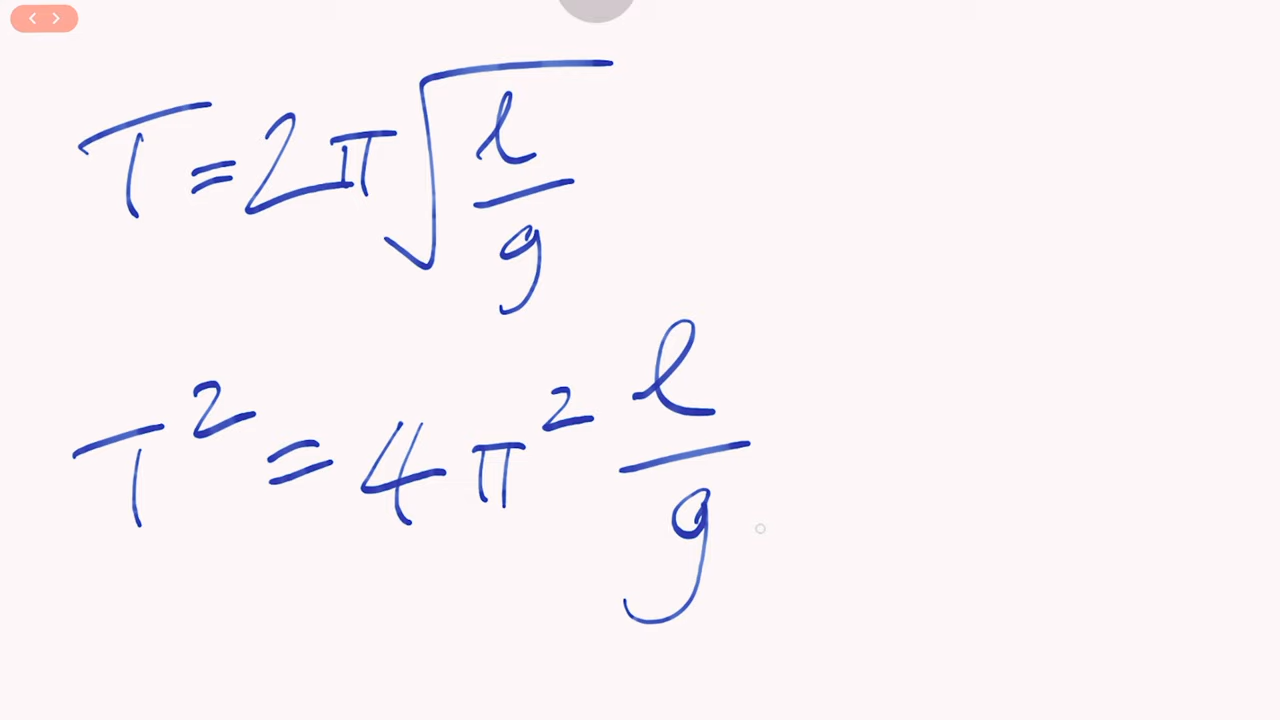 T = 2π√(l/g)
T² = 4π² l/g